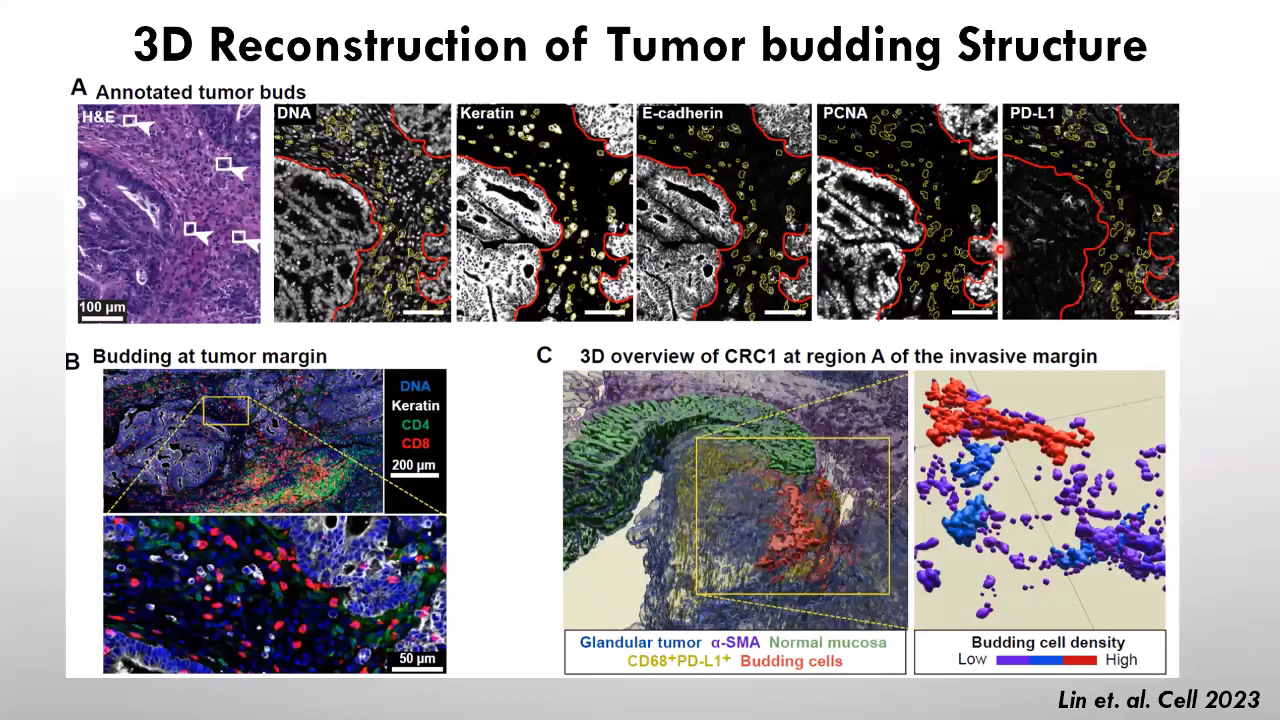 3D Reconstruction of Tumor budding Structure
A Annotated tumor buds
H&E
DNA
Keratin
E-cadherin
PCNA
PD-L1
100 µm
B Budding at tumor margin
DNA
Keratin
CD4
CD8
200 µm
50 µm
C 3D overview of CRC1 at region A of the invasive margin
Glandular tumor α-SMA Normal mucosa
CD68⁺PD-L1⁺ Budding cells
Budding cell density
Low High
Lin et. al. Cell 2023